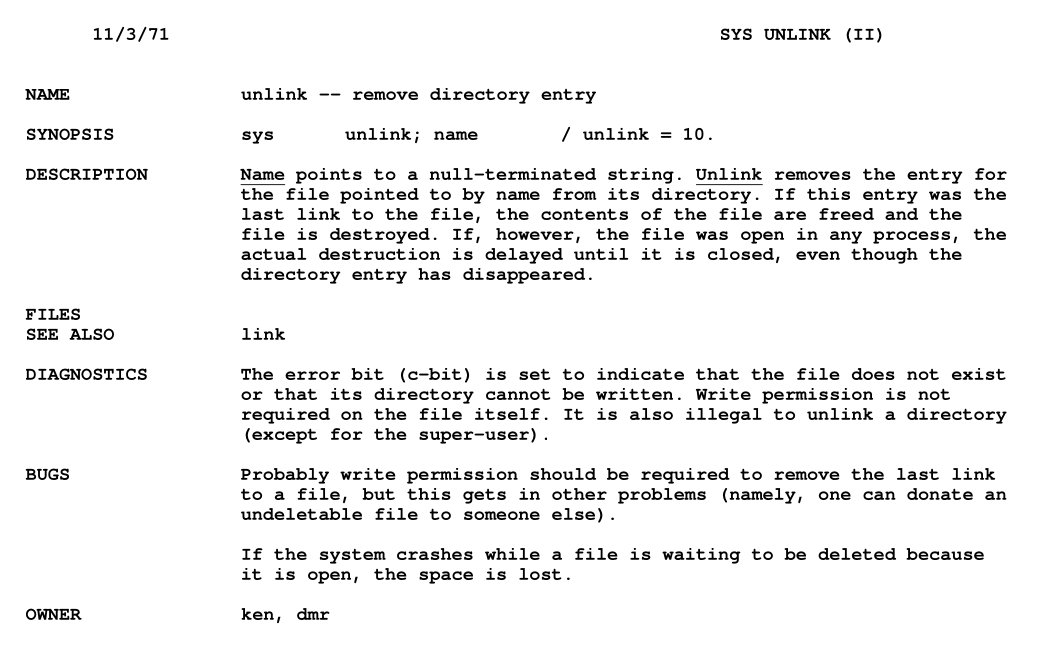 11/3/71 SYS UNLINK (II)
NAME unlink -- remove directory entry
SYNOPSIS sys unlink; name / unlink = 10.
DESCRIPTION Name points to a null-terminated string. Unlink removes the entry for
the file pointed to by name from its directory. If this entry was the
last link to the file, the contents of the file are freed and the
file is destroyed. If, however, the file was open in any process, the
actual destruction is delayed until it is closed, even though the
directory entry has disappeared.
FILES
SEE ALSO link
DIAGNOSTICS The error bit (c-bit) is set to indicate that the file does not exist
or that its directory cannot be written. Write permission is not
required on the file itself. It is also illegal to unlink a directory
(except for the super-user).
BUGS Probably write permission should be required to remove the last link
to a file, but this gets in other problems (namely, one can donate an
undeletable file to someone else).
If the system crashes while a file is waiting to be deleted because
it is open, the space is lost.
OWNER ken, dmr